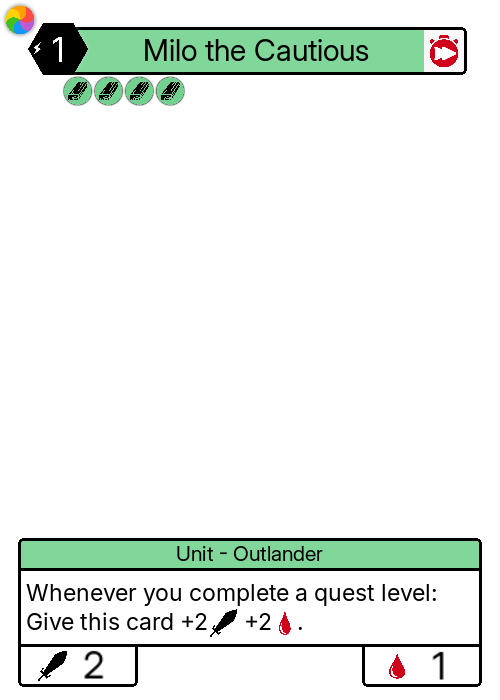 1
Milo the Cautious
Unit - Outlander
Whenever you complete a quest level:
Give this card +2 +2 .
2
1